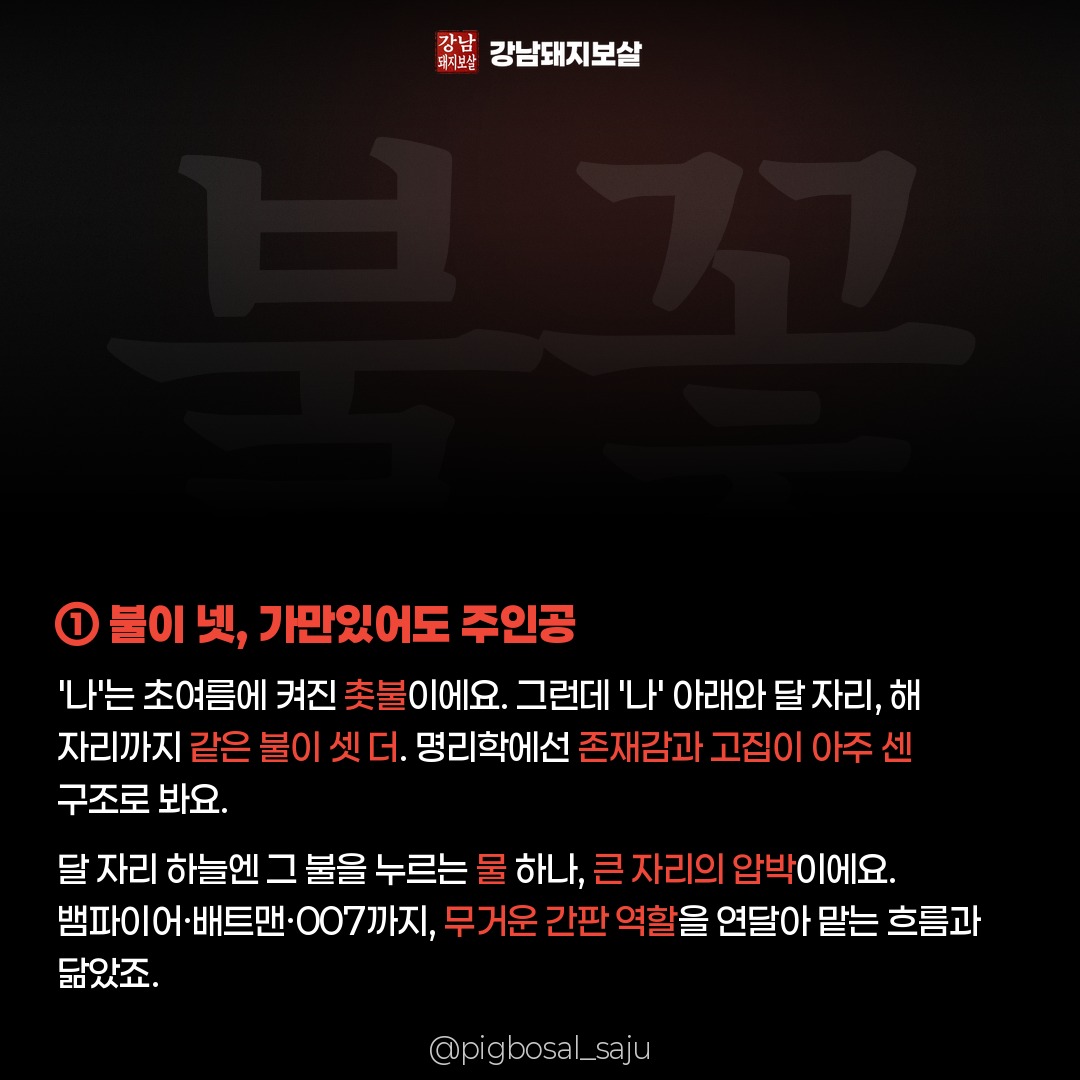 강남
돼지보살
강남돼지보살
불꽃
① 불이 넷, 가만있어도 주인공
'나'는 초여름에 켜진 촛불이에요. 그런데 '나' 아래와 달 자리, 해
자리까지 같은 불이 셋 더. 명리학에선 존재감과 고집이 아주 센
구조로 봐요.
달 자리 하늘엔 그 불을 누르는 물 하나, 큰 자리의 압박이에요.
뱀파이어·배트맨·007까지, 무거운 간판 역할을 연달아 맡는 흐름과
닮았죠.
@pigbosal_saju